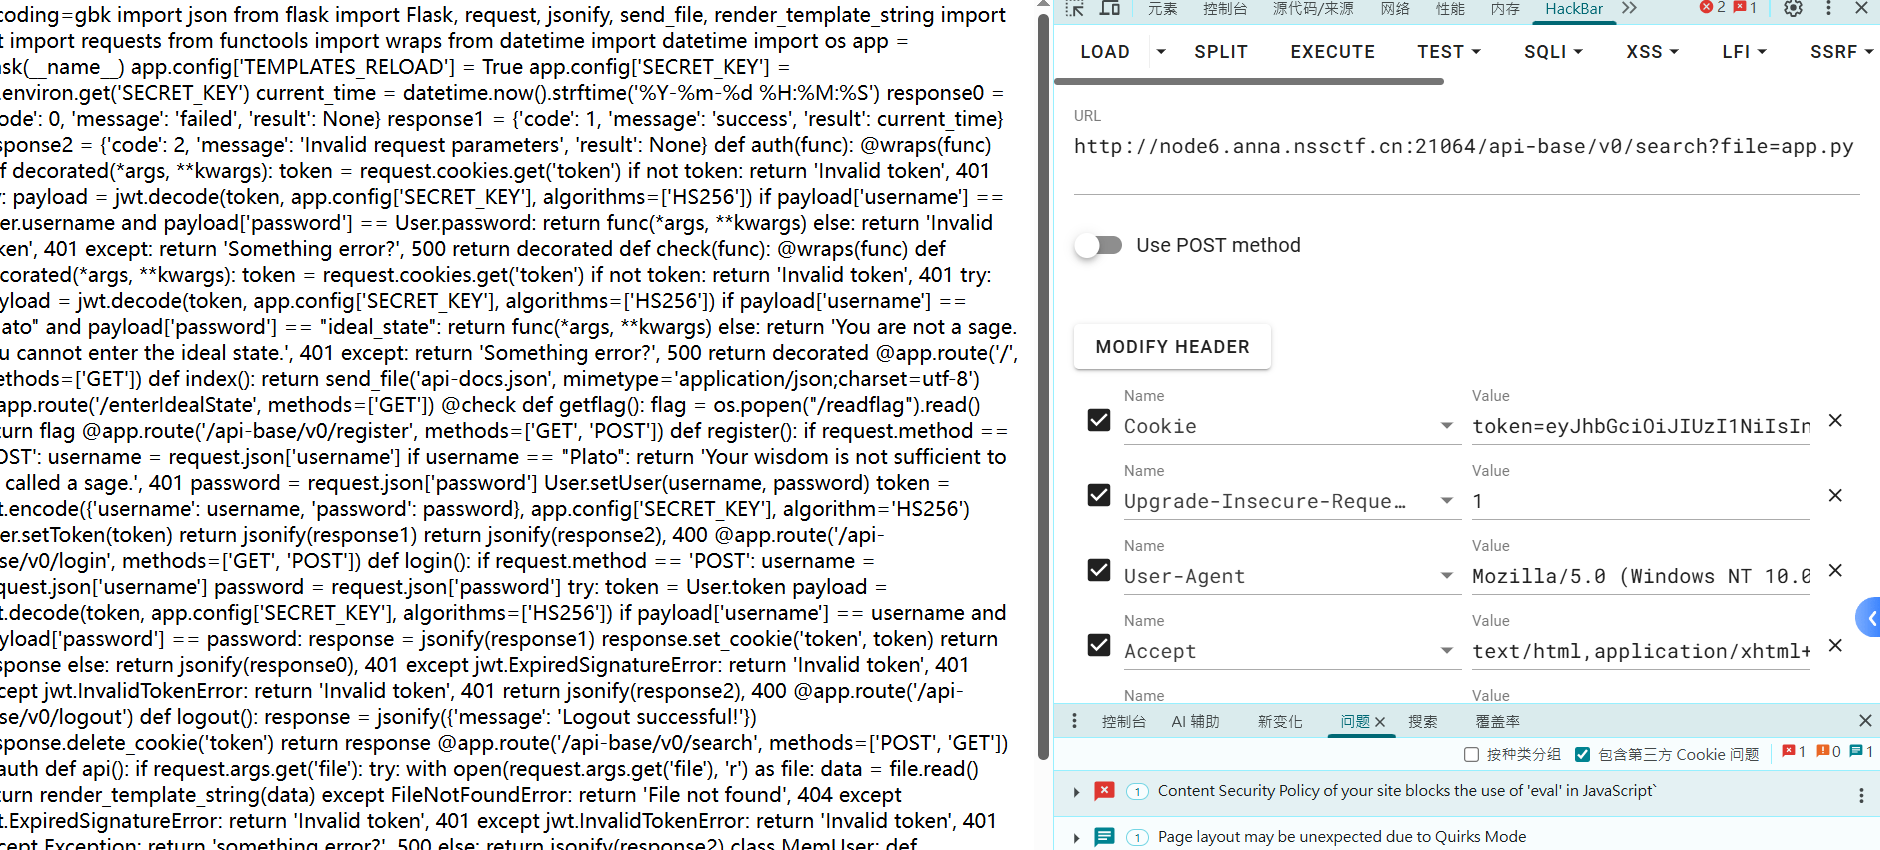 coding=gbk import json from flask import Flask, request, jsonify, send_file, render_template_string import
t import requests from functools import wraps from datetime import datetime import os app =
sk(__name__) app.config['TEMPLATES_RELOAD'] = True app.config['SECRET_KEY'] =
.environ.get('SECRET_KEY') current_time = datetime.now().strftime('%Y-%m-%d %H:%M:%S') response0 =
ode': 0, 'message': 'failed', 'result': None} response1 = {'code': 1, 'message': 'success', 'result': current_time}
sponse2 = {'code': 2, 'message': 'Invalid request parameters', 'result': None} def auth(func): @wraps(func)
f decorated(*args, **kwargs): token = request.cookies.get('token') if not token: return 'Invalid token', 401
: payload = jwt.decode(token, app.config['SECRET_KEY'], algorithms=['HS256']) if payload['username'] ==
er.username and payload['password'] == User.password: return func(*args, **kwargs) else: return 'Invalid
ken', 401 except: return 'Something error?', 500 return decorated def check(func): @wraps(func) def
corated(*args, **kwargs): token = request.cookies.get('token') if not token: return 'Invalid token', 401 try:
yload = jwt.decode(token, app.config['SECRET_KEY'], algorithms=['HS256']) if payload['username'] ==
lato" and payload['password'] == "ideal_state": return func(*args, **kwargs) else: return 'You are not a sage.
u cannot enter the ideal state.', 401 except: return 'Something error?', 500 return decorated @app.route('/',
ethods=['GET']) def index(): return send_file('api-docs.json', mimetype='application/json;charset=utf-8')
app.route('/enterIdealState', methods=['GET']) @check def getflag(): flag = os.popen("/readflag").read()
turn flag @app.route('/api-base/v0/register', methods=['GET', 'POST']) def register(): if request.method ==
OST': username = request.json['username'] if username == "Plato": return 'Your wisdom is not sufficient to
called a sage.', 401 password = request.json['password'] User.setUser(username, password) token =
t.encode({'username': username, 'password': password}, app.config['SECRET_KEY'], algorithm='HS256')
er.setToken(token) return jsonify(response1) return jsonify(response2), 400 @app.route('/api-
se/v0/login', methods=['GET', 'POST']) def login(): if request.method == 'POST': username =
quest.json['username'] password = request.json['password'] try: token = User.token payload =
t.decode(token, app.config['SECRET_KEY'], algorithms=['HS256']) if payload['username'] == username and
yload['password'] == password: response = jsonify(response1) response.set_cookie('token', token) return
sponse else: return jsonify(response0), 401 except jwt.ExpiredSignatureError: return 'Invalid token', 401
cept jwt.InvalidTokenError: return 'Invalid token', 401 return jsonify(response2), 400 @app.route('/api-
se/v0/logout') def logout(): response = jsonify({'message': 'Logout successful!'})
sponse.delete_cookie('token') return response @app.route('/api-base/v0/search', methods=['POST', 'GET'])
auth def api(): if request.args.get('file'): try: with open(request.args.get('file'), 'r') as file: data = file.read()
turn render_template_string(data) except FileNotFoundError: return 'File not found', 404 except
t.ExpiredSignatureError: return 'Invalid token', 401 except jwt.InvalidTokenError: return 'Invalid token', 401
cept Exception: return 'something error?', 500 else: return jsonify(response2) class MemUser: def
元素 控制台 源代码/来源 网络 性能 内存 HackBar 2 1
LOAD SPLIT EXECUTE TEST SQLI XSS LFI SSRF
URL
http://node6.anna.nssctf.cn:21064/api-base/v0/search?file=app.py
Use POST method
MODIFY HEADER
Name Value
Cookie token=eyJhbGciOiJIUzI1NiIsIn
Name Value
Upgrade-Insecure-Reque... 1
Name Value
User-Agent Mozilla/5.0 (Windows NT 10.0
Name Value
Accept text/html,application/xhtml+
Name Value
控制台 AI 辅助 新变化 问题 搜索 覆盖率
按种类分组 包含第三方 Cookie 问题 1 0 1
1 Content Security Policy of your site blocks the use of 'eval' in JavaScript`
1 Page layout may be unexpected due to Quirks Mode